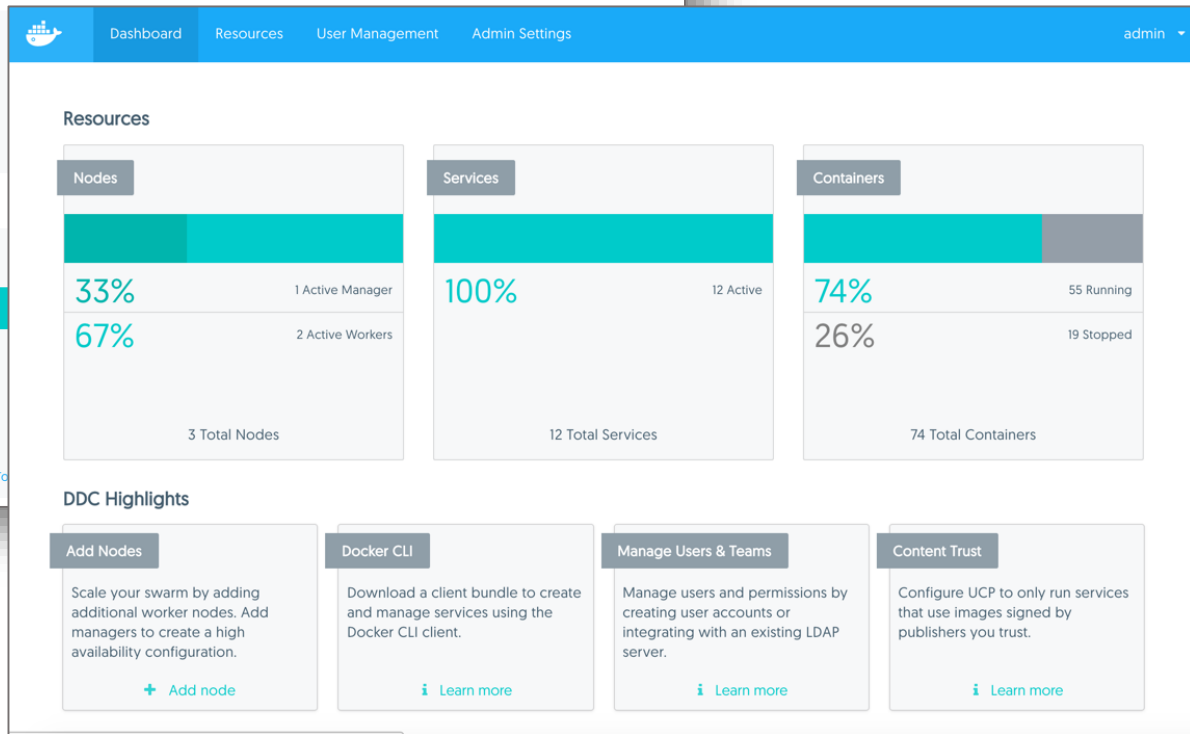 Dashboard
Resources
User Management
Admin Settings
admin
Resources
Nodes
33%
1 Active Manager
67%
2 Active Workers
3 Total Nodes
Services
100%
12 Active
12 Total Services
Containers
74%
55 Running
26%
19 Stopped
74 Total Containers
DDC Highlights
Add Nodes
Scale your swarm by adding
additional worker nodes. Add
managers to create a high
availability configuration.
+ Add node
Docker CLI
Download a client bundle to create
and manage services using the
Docker CLI client.
i Learn more
Manage Users & Teams
Manage users and permissions by
creating user accounts or
integrating with an existing LDAP
server.
i Learn more
Content Trust
Configure UCP to only run services
that use images signed by
publishers you trust.
i Learn more